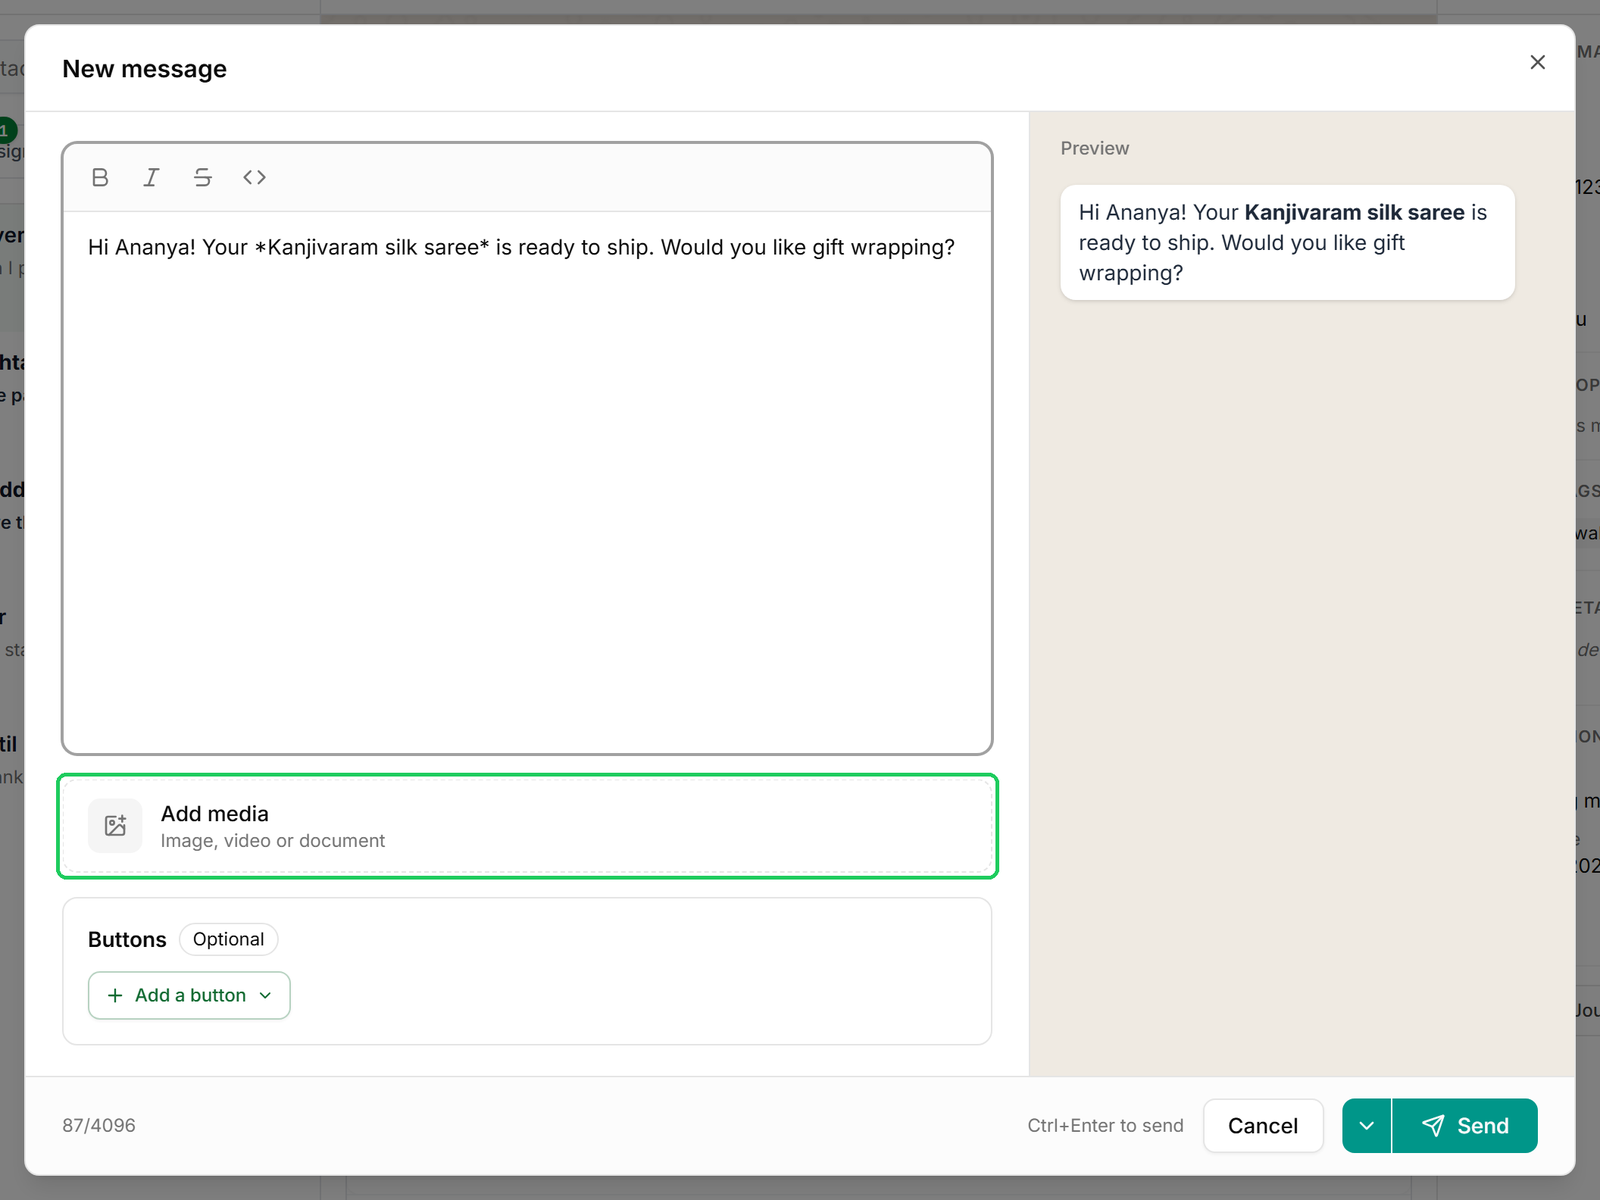 New message
Hi Ananya! Your *Kanjivaram silk saree* is ready to ship. Would you like gift wrapping?
Add media
Image, video or document
Buttons
Optional
+ Add a button
87/4096
Ctrl+Enter to send
Cancel
Send
Preview
Hi Ananya! Your Kanjivaram silk saree is
ready to ship. Would you like gift
wrapping?